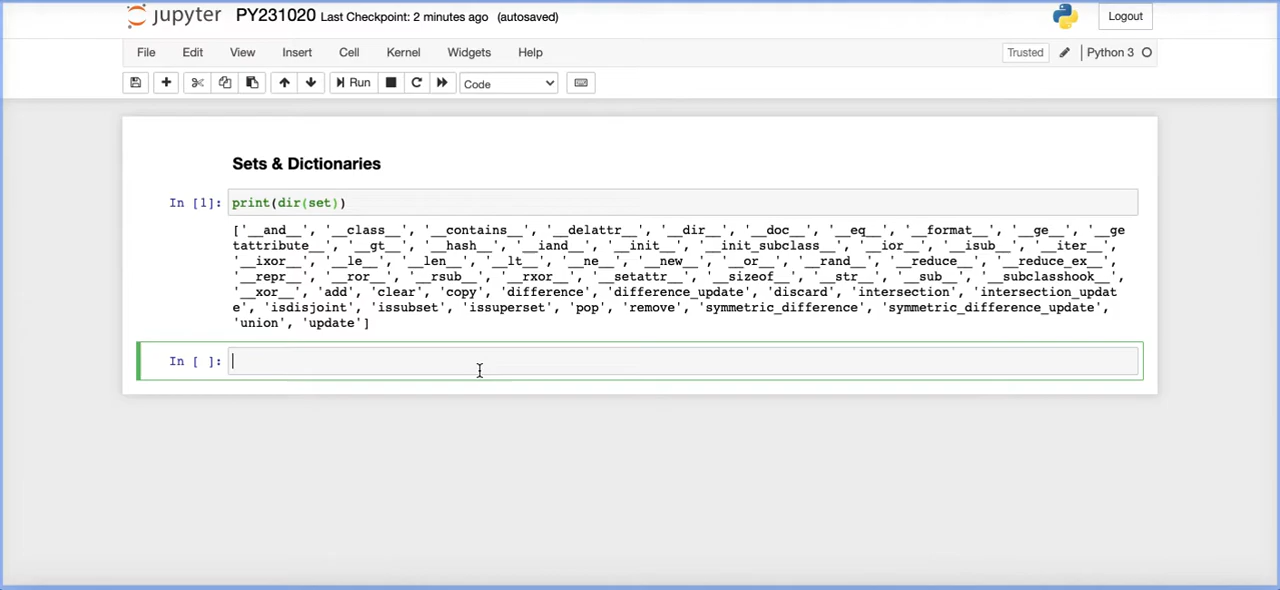 jupyter PY231020 Last Checkpoint: 2 minutes ago (autosaved) Logout
File Edit View Insert Cell Kernel Widgets Help Trusted Python 3
Run Code
Sets & Dictionaries
In [1]: print(dir(set))
['__and__', '__class__', '__contains__', '__delattr__', '__dir__', '__doc__', '__eq__', '__format__', '__ge__', '__ge
tattribute__', '__gt__', '__hash__', '__iand__', '__init__', '__init_subclass__', '__ior__', '__isub__', '__iter__',
'__ixor__', '__le__', '__len__', '__lt__', '__ne__', '__new__', '__or__', '__rand__', '__reduce__', '__reduce_ex__',
'__repr__', '__ror__', '__rsub__', '__rxor__', '__setattr__', '__sizeof__', '__str__', '__sub__', '__subclasshook__',
'__xor__', 'add', 'clear', 'copy', 'difference', 'difference_update', 'discard', 'intersection', 'intersection_updat
e', 'isdisjoint', 'issubset', 'issuperset', 'pop', 'remove', 'symmetric_difference', 'symmetric_difference_update',
'union', 'update']
In [ ]: